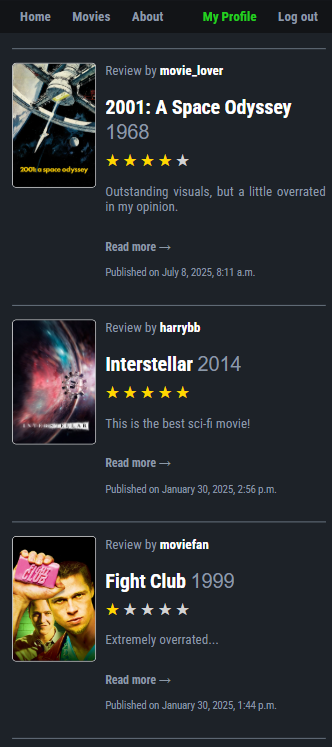 Home Movies About My Profile Log out
Review by movie_lover
2001: A Space Odyssey
1968
2001: a space odyssey
Outstanding visuals, but a little overrated
in my opinion.
Read more →
Published on July 8, 2025, 8:11 a.m.
Review by harrybb
Interstellar 2014
This is the best sci-fi movie!
INTERSTELLAR
Read more →
Published on January 30, 2025, 2:56 p.m.
Review by moviefan
FIGHT
CLUB
Fight Club 1999
Extremely overrated...
Read more →
Published on January 30, 2025, 1:44 p.m.